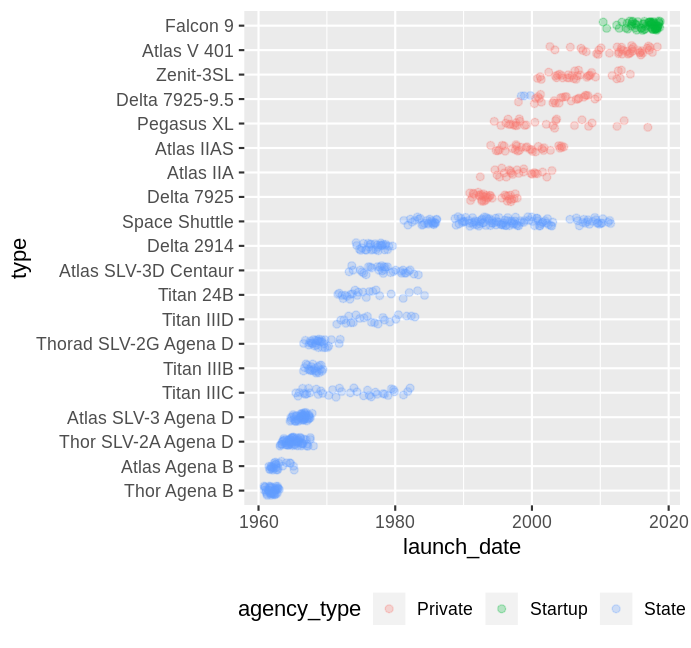 Falcon 9
Atlas V 401
Zenit-3SL
Delta 7925-9.5
Pegasus XL
Atlas IIAS
Atlas IIA
Delta 7925
Space Shuttle
Delta 2914
Atlas SLV-3D Centaur
Titan 24B
Titan IIID
Thorad SLV-2G Agena D
Titan IIIB
Titan IIIC
Atlas SLV-3 Agena D
Thor SLV-2A Agena D
Atlas Agena B
Thor Agena B
type
1960 1980 2000 2020
launch_date
agency_type Private Startup State